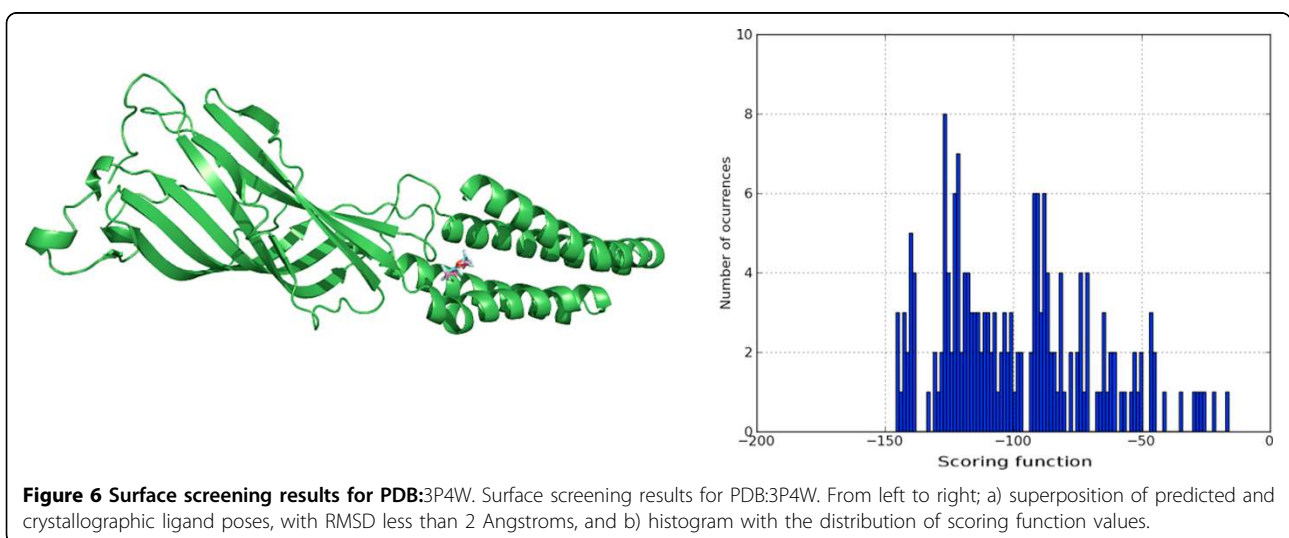 10
8
6
4
2
0
Number of ocurrences
−200
−150
−100
−50
0
Scoring function
Figure 6 Surface screening results for PDB:3P4W. Surface screening results for PDB:3P4W. From left to right; a) superposition of predicted and
crystallographic ligand poses, with RMSD less than 2 Angstroms, and b) histogram with the distribution of scoring function values.